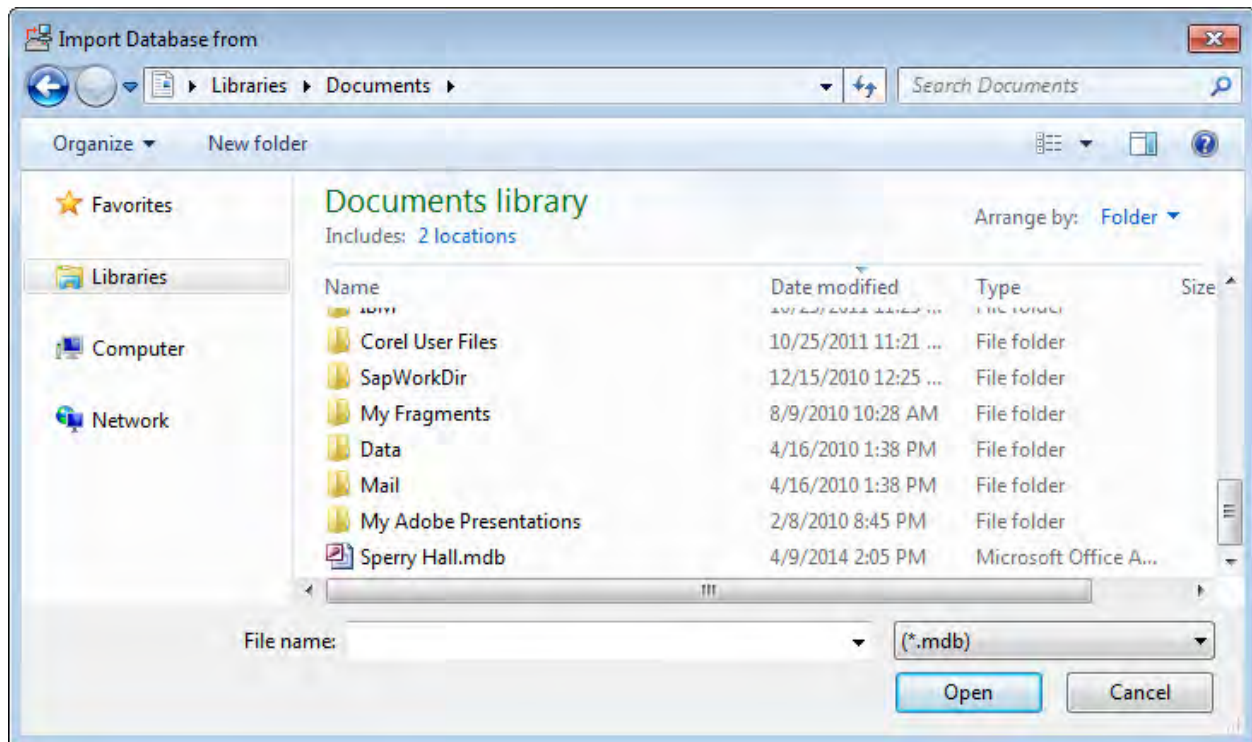 Import Database from
Libraries Documents Search Documents
Organize New folder
Favorites
Libraries
Computer
Network
Documents library
Includes: 2 locations
Arrange by: Folder
Name Date modified Type Size
Corel User Files 10/25/2011 11:21 ... File folder
SapWorkDir 12/15/2010 12:25 ... File folder
My Fragments 8/9/2010 10:28 AM File folder
Data 4/16/2010 1:38 PM File folder
Mail 4/16/2010 1:38 PM File folder
My Adobe Presentations 2/8/2010 8:45 PM File folder
Sperry Hall.mdb 4/9/2014 2:05 PM Microsoft Office A...
File name: (*.mdb)
Open Cancel